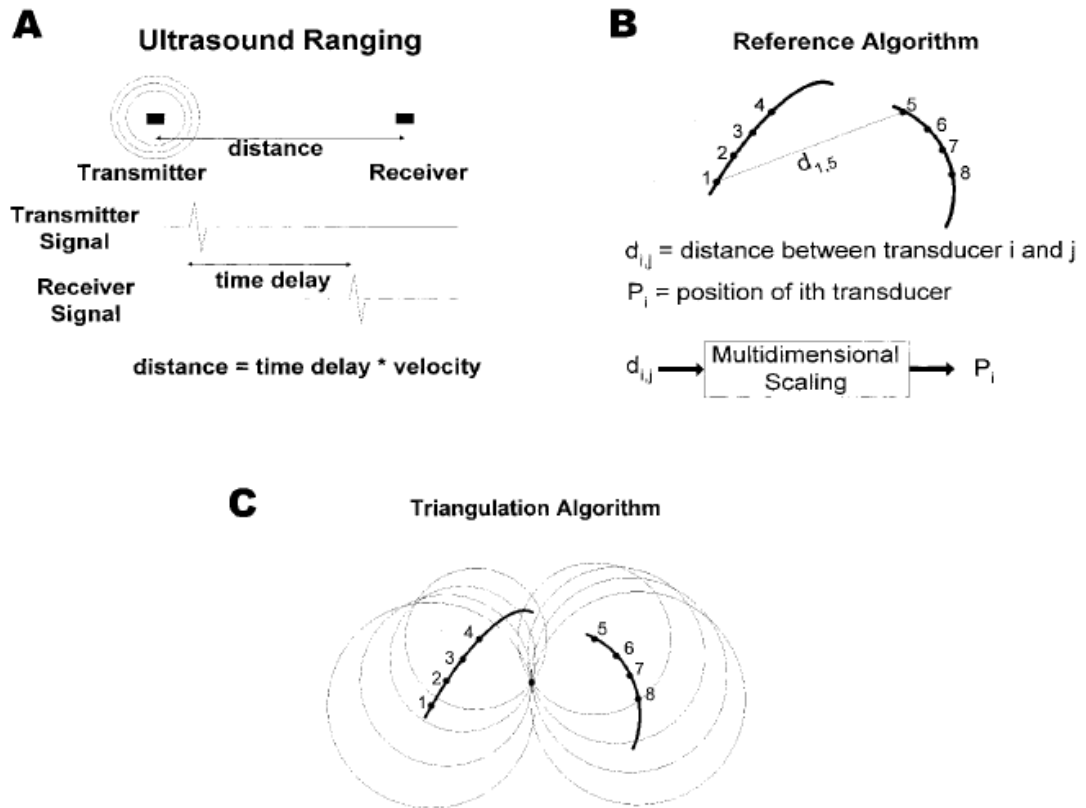 A
Ultrasound Ranging
distance
Transmitter
Receiver
Transmitter
Signal
time delay
Receiver
Signal
distance = time delay * velocity
B
Reference Algorithm
4
3
2
1
5
6
7
8
d1,5
di,j = distance between transducer i and j
Pi = position of ith transducer
di,j
Multidimensional
Scaling
Pi
C
Triangulation Algorithm
4
3
2
1
5
6
7
8